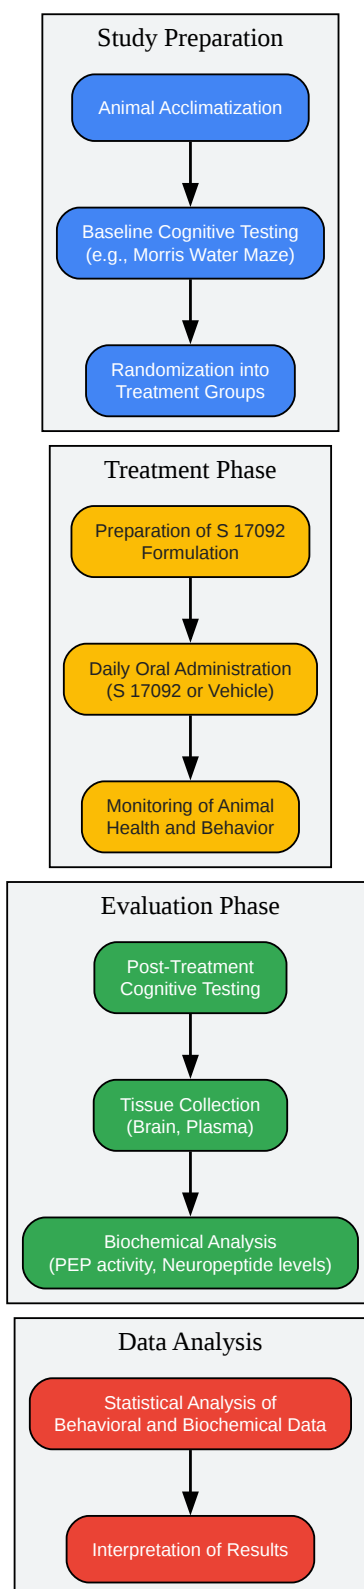 Study Preparation
Animal Acclimatization
Baseline Cognitive Testing
(e.g., Morris Water Maze)
Randomization into
Treatment Groups
Treatment Phase
Preparation of S 17092
Formulation
Daily Oral Administration
(S 17092 or Vehicle)
Monitoring of Animal
Health and Behavior
Evaluation Phase
Post-Treatment
Cognitive Testing
Tissue Collection
(Brain, Plasma)
Biochemical Analysis
(PEP activity, Neuropeptide levels)
Data Analysis
Statistical Analysis of
Behavioral and Biochemical Data
Interpretation of Results